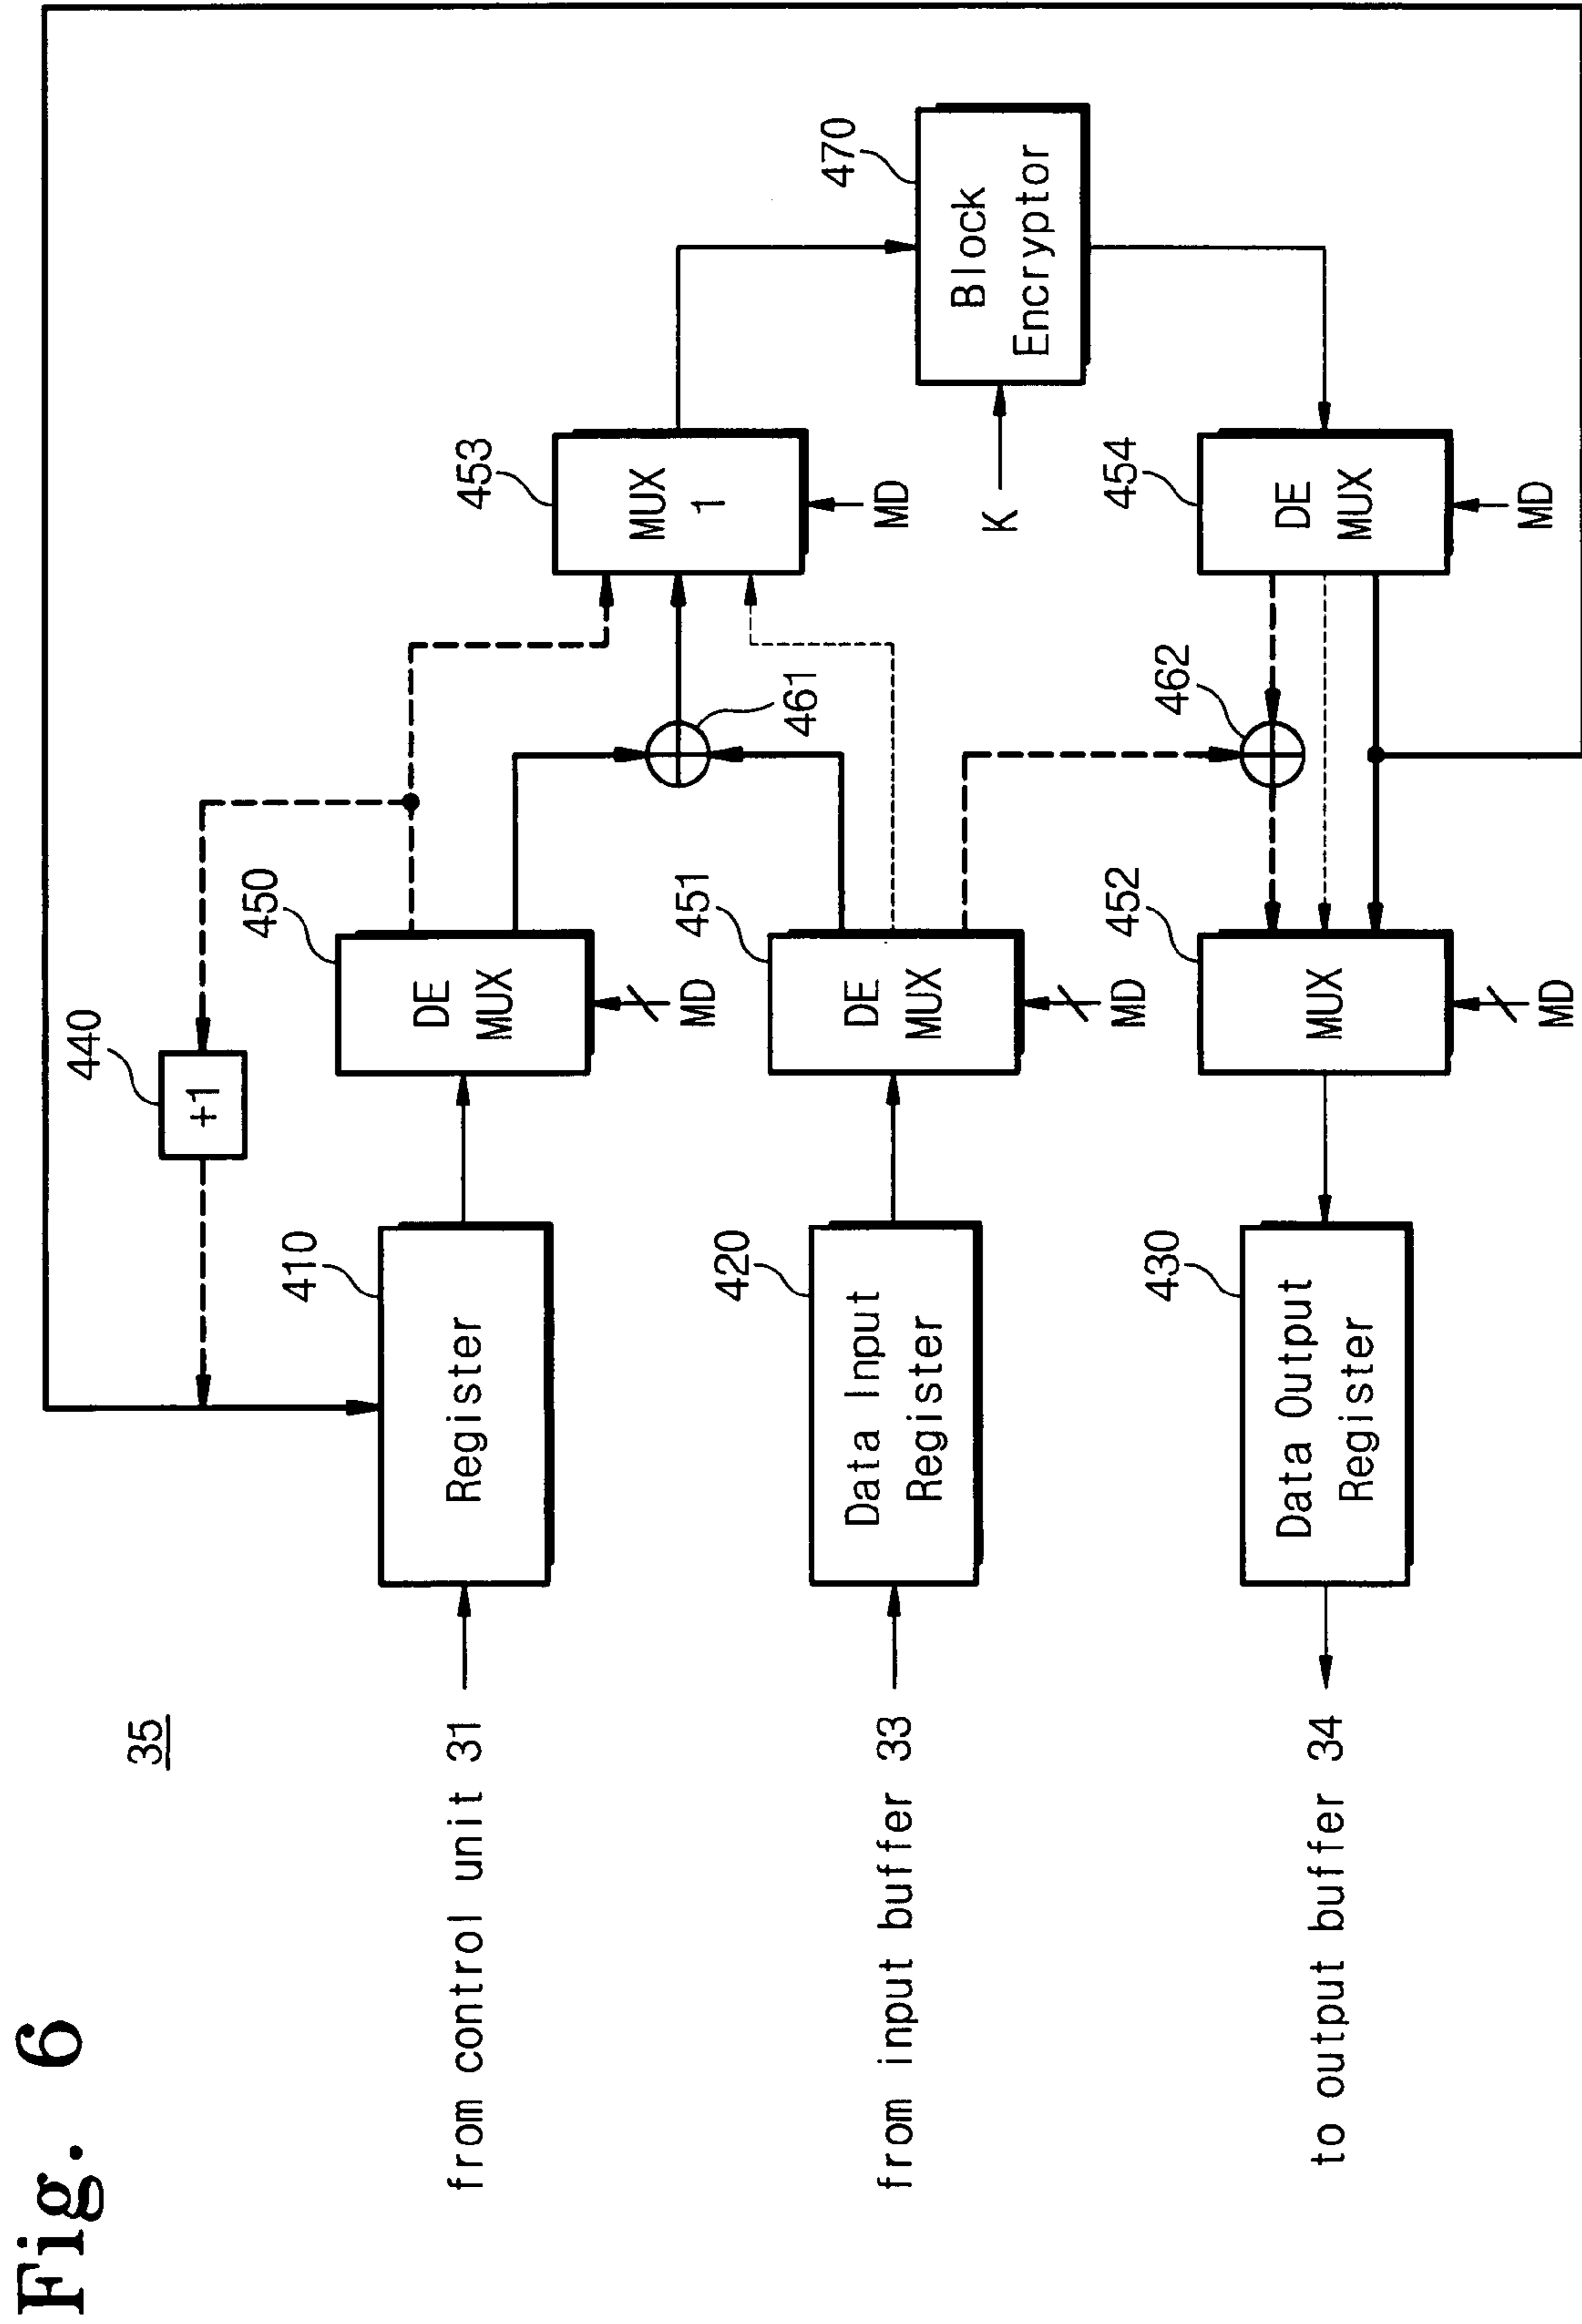 Fig. 6
35
440
+1
410
Register
from control unit 31
450
DE
MUX
MD
453
MUX
1
MD
461
420
Data Input
Register
from input buffer 33
451
DE
MUX
MD
470
Block
Encryptor
K
462
430
Data Output
Register
to output buffer 34
452
MUX
MD
454
DE
MUX
MD